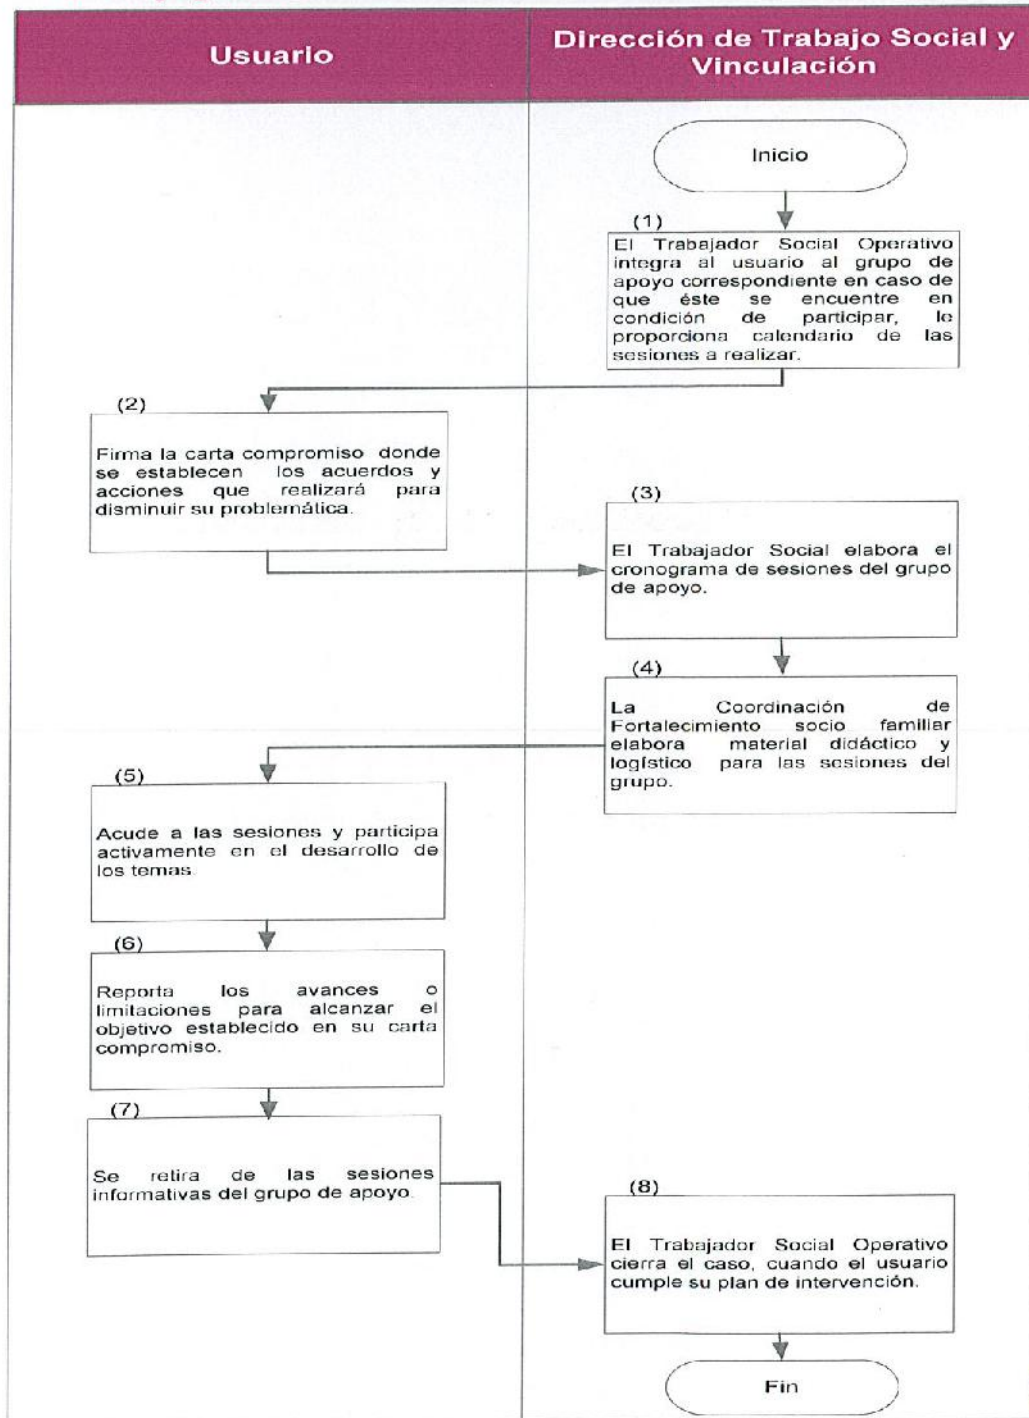 Usuario
Dirección de Trabajo Social y
Vinculación
Inicio
(1)
El Trabajador Social Operativo
integra al usuario al grupo de
apoyo correspondiente en caso de
que éste se encuentre en
condición de participar, le
proporciona calendario de las
sesiones a realizar.
(2)
Firma la carta compromiso donde
se establecen los acuerdos y
acciones que realizará para
disminuir su problemática.
(3)
El Trabajador Social elabora el
cronograma de sesiones del grupo
de apoyo.
(4)
La Coordinación de
Fortalecimiento socio familiar
elabora material didáctico y
logístico para las sesiones del
grupo.
(5)
Acude a las sesiones y participa
activamente en el desarrollo de
los temas.
(6)
Reporta los avances o
limitaciones para alcanzar el
objetivo establecido en su carta
compromiso.
(7)
Se retira de las sesiones
informativas del grupo de apoyo.
(8)
El Trabajador Social Operativo
cierra el caso, cuando el usuario
cumple su plan de intervención.
Fin